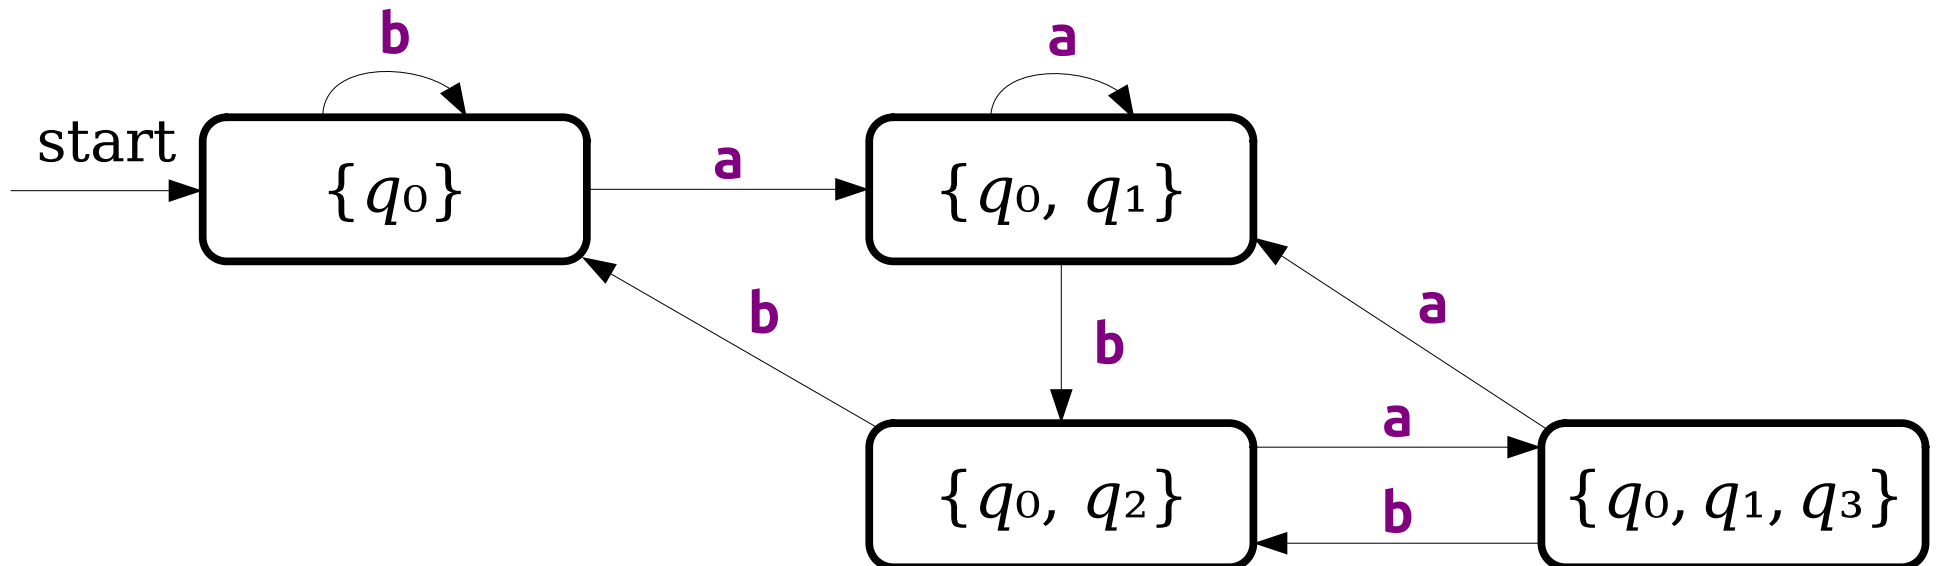 b
a
start
{q₀}
a
{q₀, q₁}
b
b
a
a
{q₀, q₂}
b
{q₀, q₁, q₃}